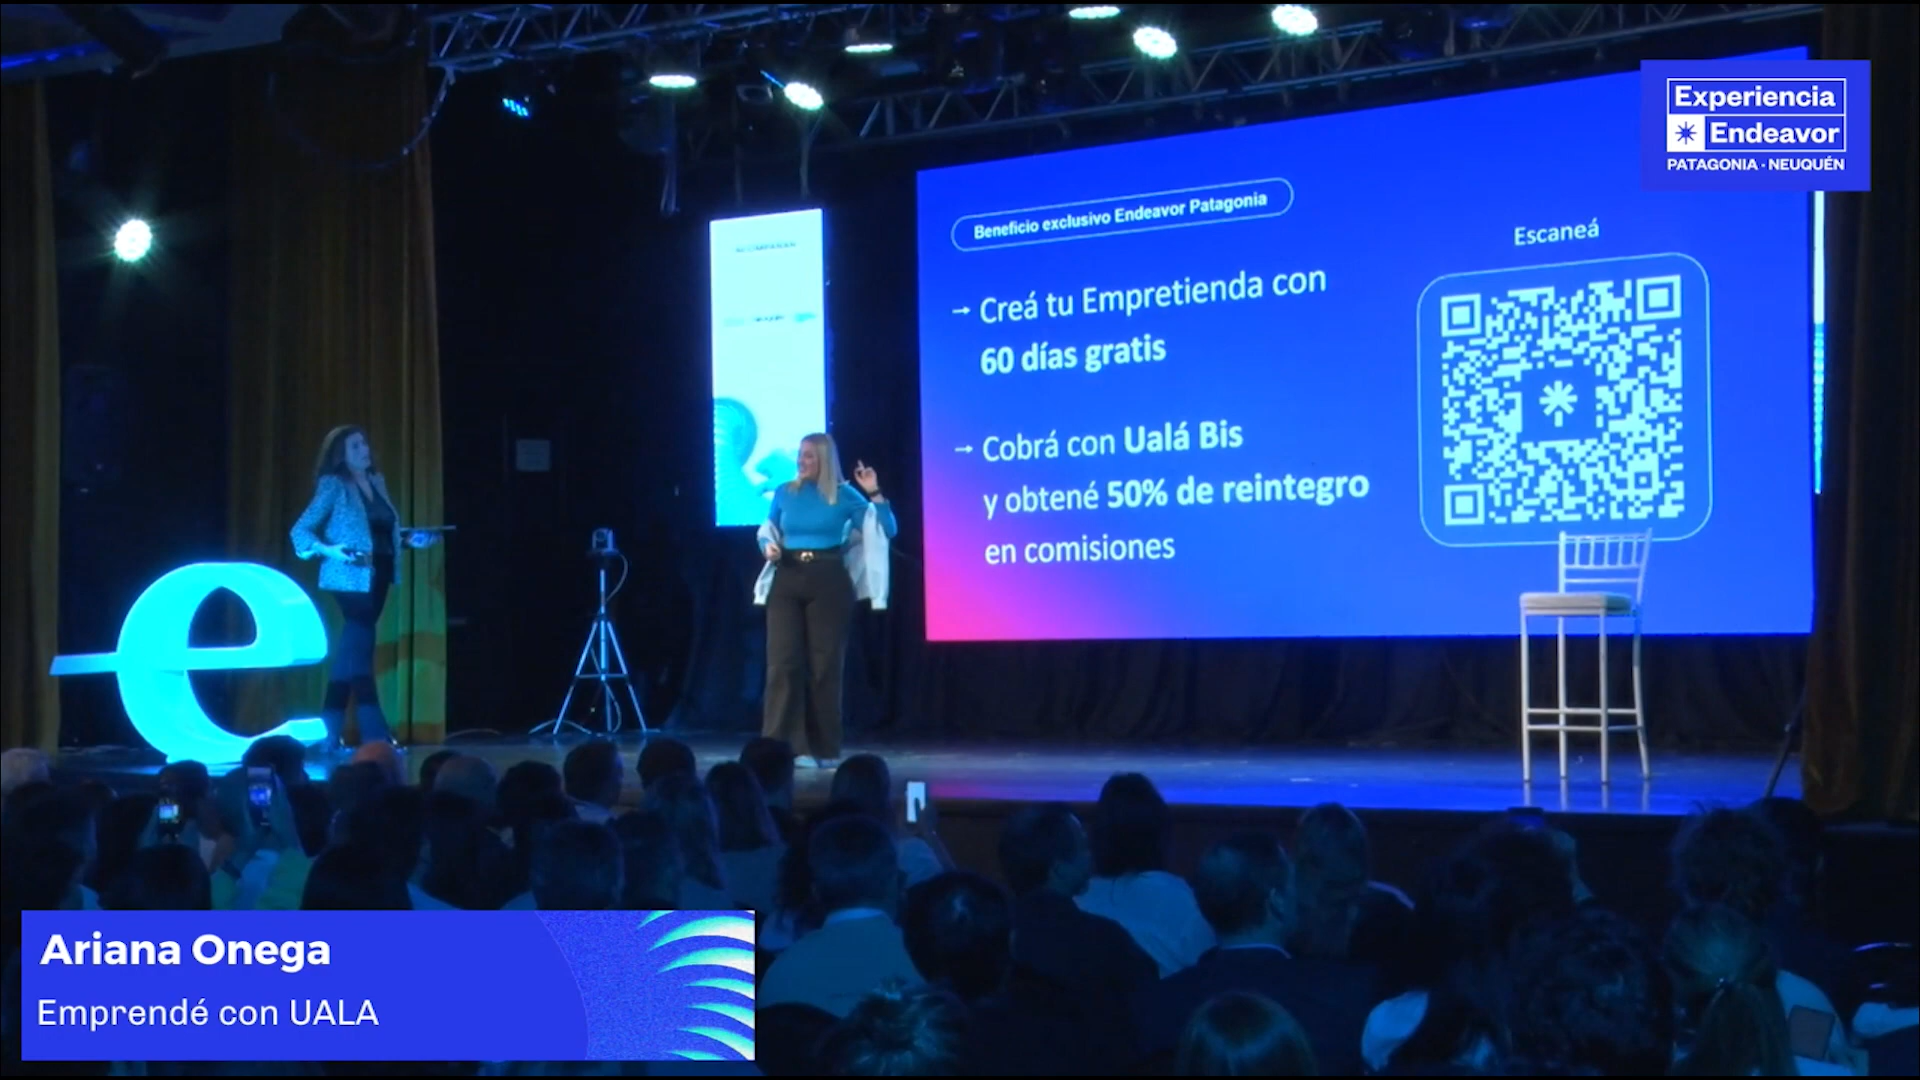 Experiencia
Endeavor
PATAGONIA · NEUQUÉN
Beneficio exclusivo Endeavor Patagonia
→ Creá tu Empretienda con
60 días gratis
→ Cobrá con Ualá Bis
y obtené 50% de reintegro
en comisiones
Escaneá
e
Ariana Onega
Emprendé con UALA